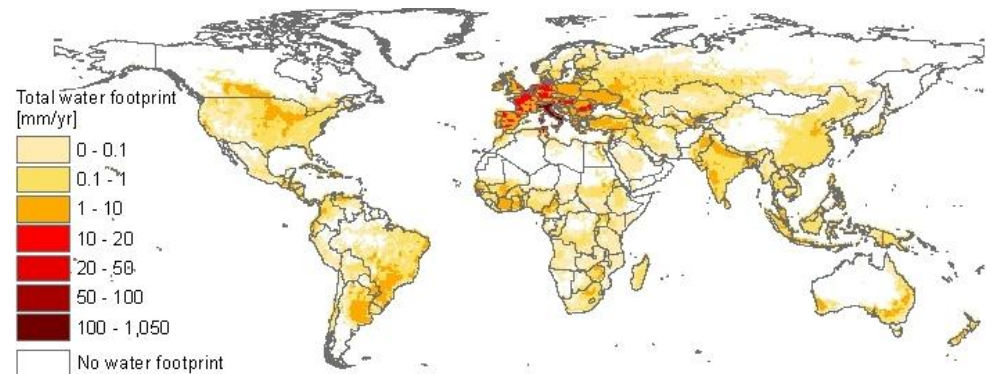 Total water footprint
[mm/yr]
0 - 0.1
0.1 - 1
1 - 10
10 - 20
20 - 50
50 - 100
100 - 1,050
No water footprint